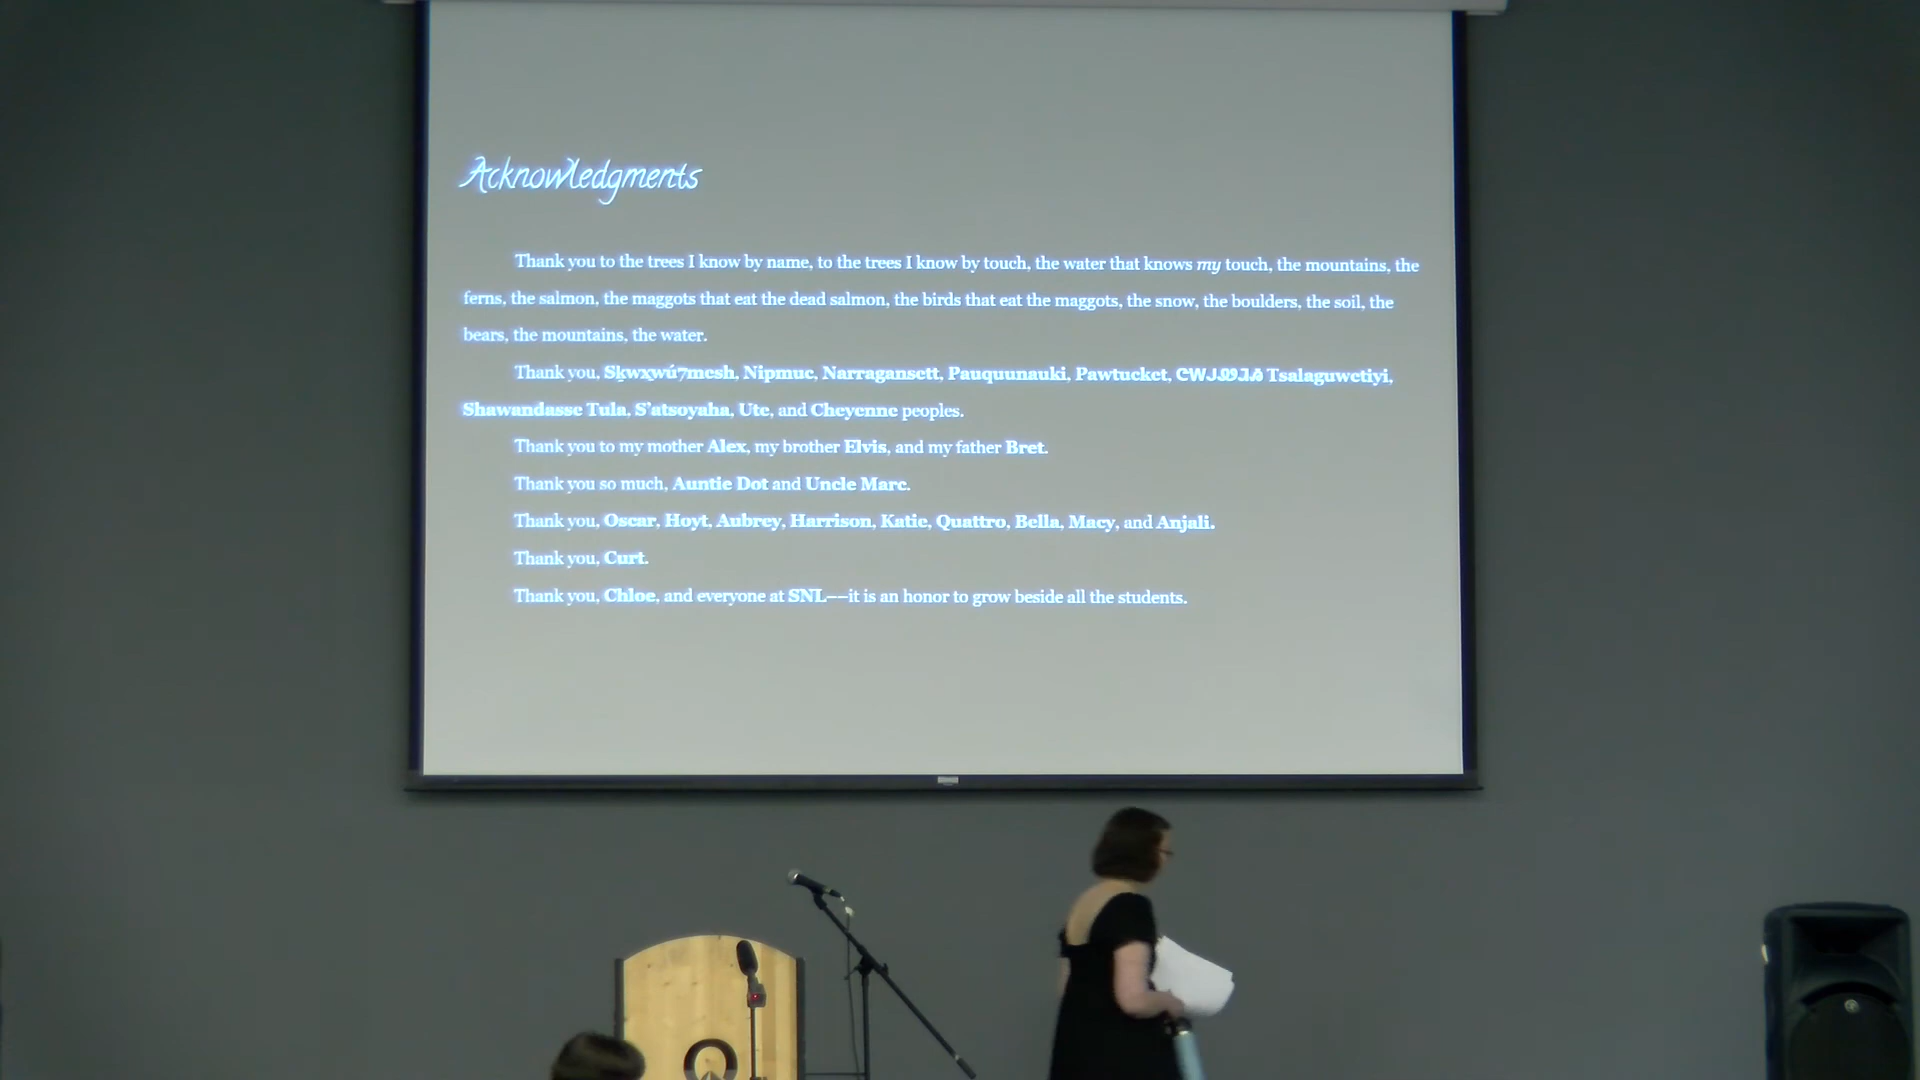 Acknowledgments
Thank you to the trees I know by name, to the trees I know by touch, the water that knows my touch, the mountains, the
ferns, the salmon, the maggots that eat the dead salmon, the birds that eat the maggots, the snow, the boulders, the soil, the
bears, the mountains, the water.
Thank you, Sḵwx̱wú7mesh, Nipmuc, Narragansett, Pauquunauki, Pawtucket, ᏣᎳᎫᏪᏘᏱ Tsalaguwetiyi,
Shawandasse Tula, S'atsoyaha, Ute, and Cheyenne peoples.
Thank you to my mother Alex, my brother Elvis, and my father Bret.
Thank you so much, Auntie Dot and Uncle Marc.
Thank you, Oscar, Hoyt, Aubrey, Harrison, Katie, Quattro, Bella, Macy, and Anjali.
Thank you, Curt.
Thank you, Chloe, and everyone at SNL—it is an honor to grow beside all the students.